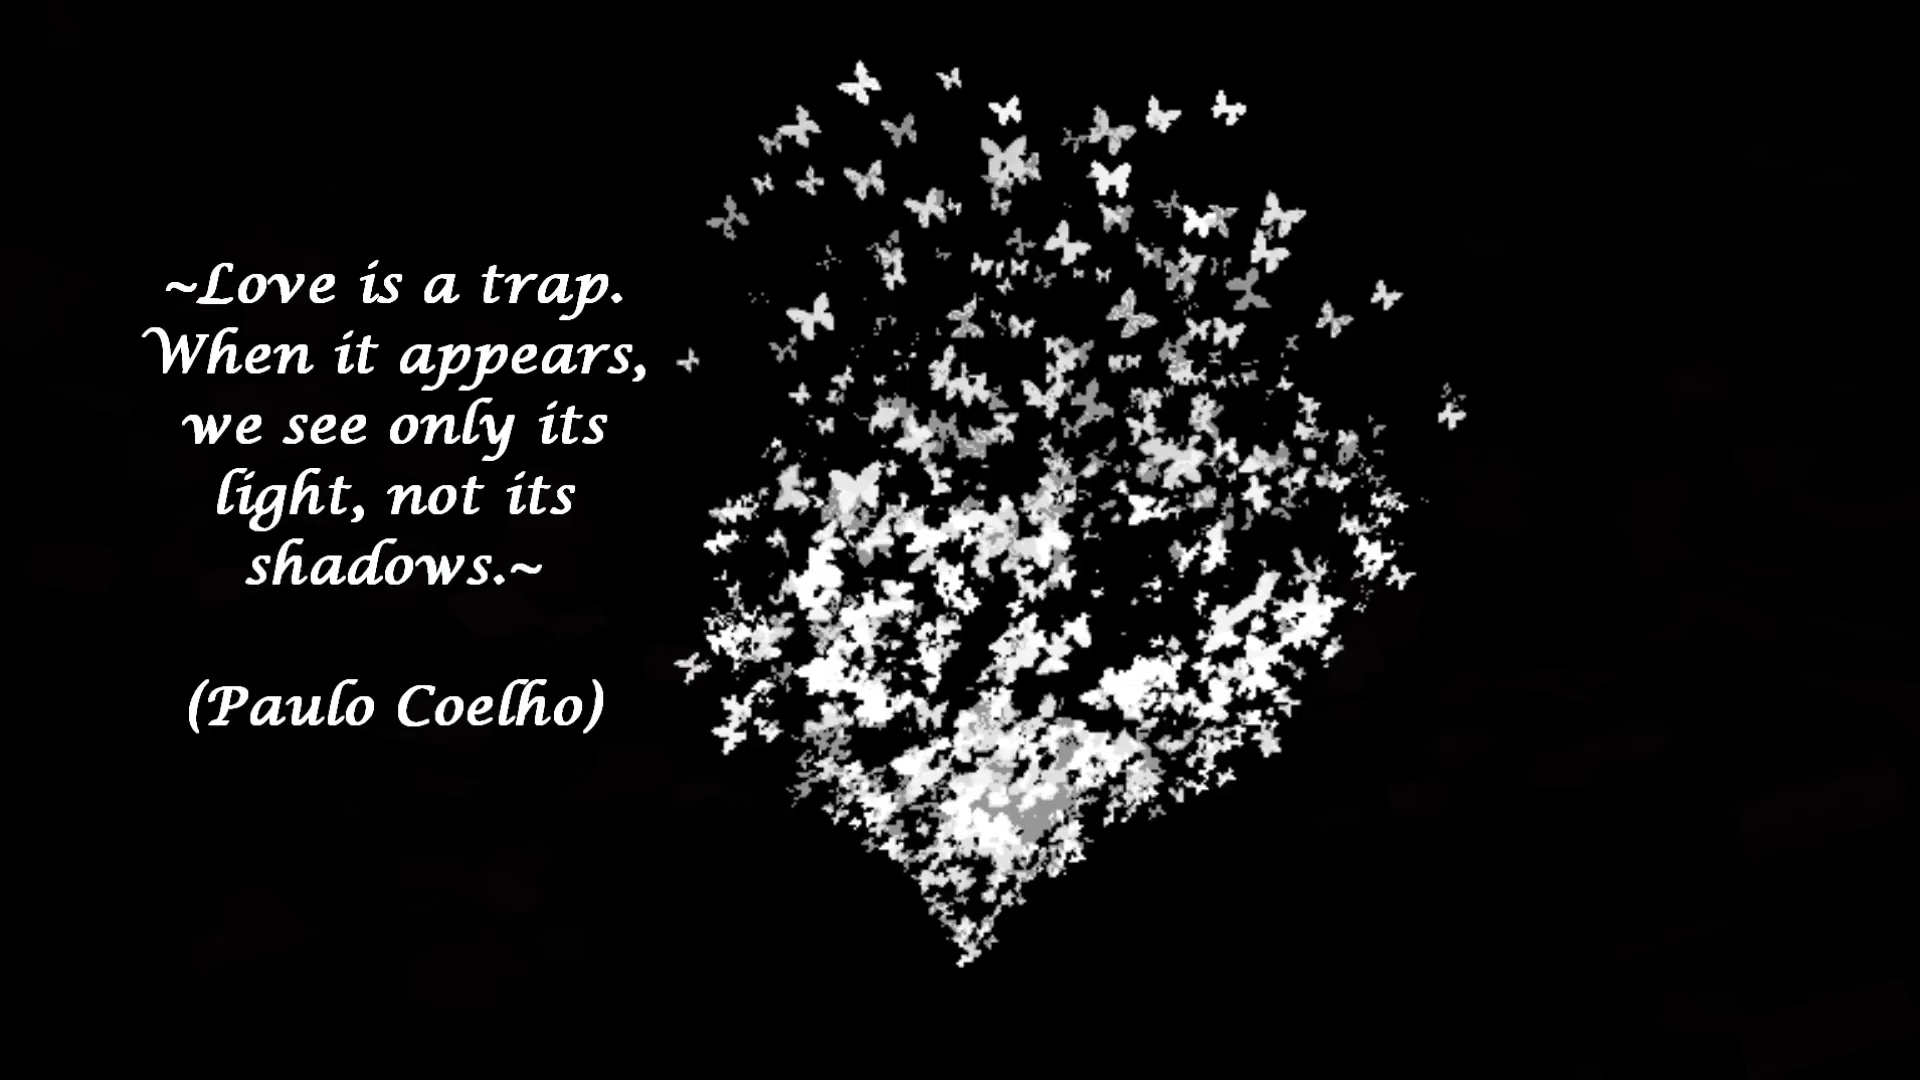 ~Love is a trap.
When it appears,
we see only its
light, not its
shadows.~
(Paulo Coelho)